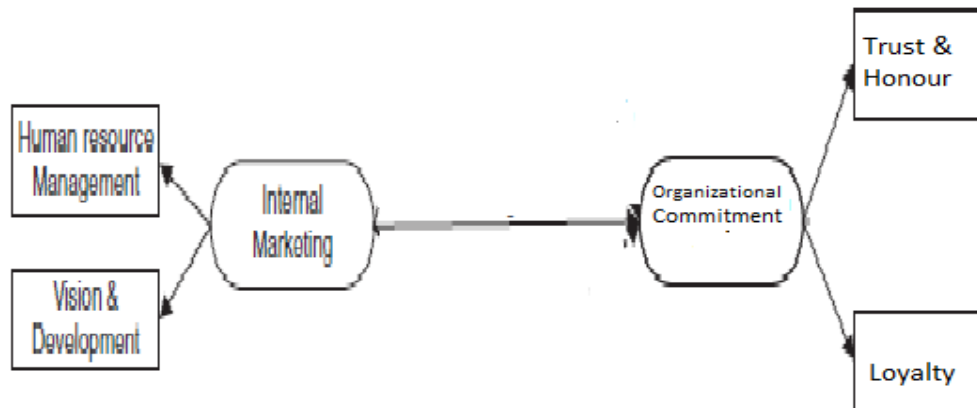 Human resource
Management
Vision &
Development
Internal
Marketing
Organizational
Commitment
Trust &
Honour
Loyalty